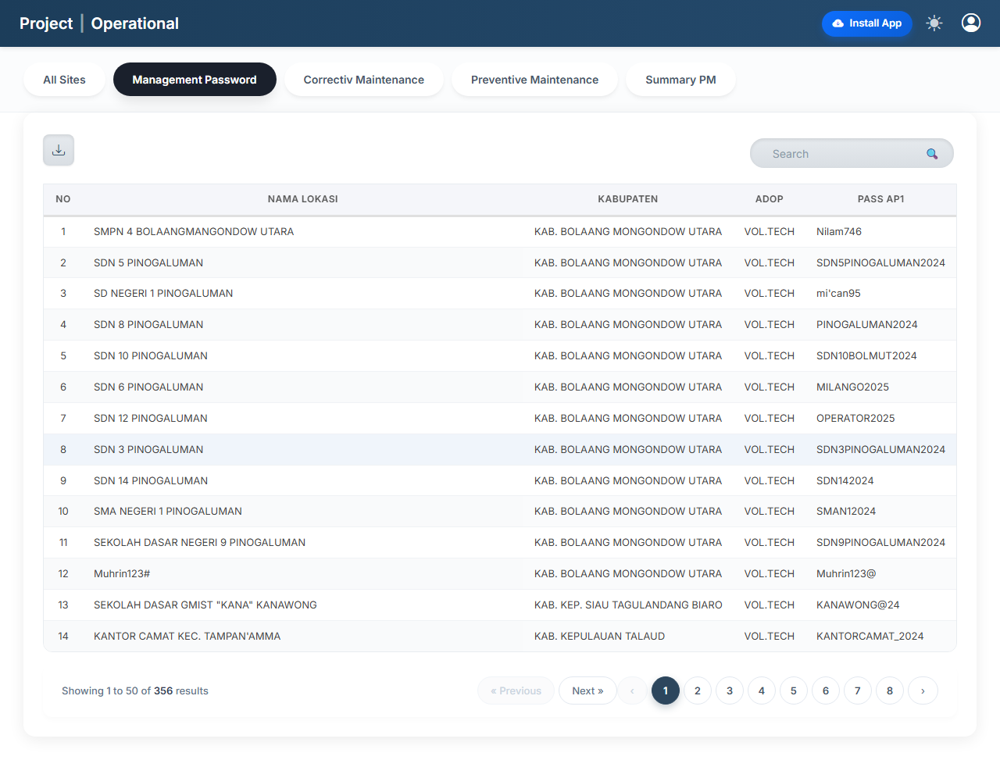 Project | Operational
Install App
All Sites
Management Password
Correctiv Maintenance
Preventive Maintenance
Summary PM
Search
NO NAMA LOKASI KABUPATEN ADOP PASS AP1
1 SMPN 4 BOLAANGMANGONDOW UTARA KAB. BOLAANG MONGONDOW UTARA VOL.TECH Nilam746
2 SDN 5 PINOGALUMAN KAB. BOLAANG MONGONDOW UTARA VOL.TECH SDN5PINOGALUMAN2024
3 SD NEGERI 1 PINOGALUMAN KAB. BOLAANG MONGONDOW UTARA VOL.TECH mi'can95
4 SDN 8 PINOGALUMAN KAB. BOLAANG MONGONDOW UTARA VOL.TECH PINOGALUMAN2024
5 SDN 10 PINOGALUMAN KAB. BOLAANG MONGONDOW UTARA VOL.TECH SDN10BOLMUT2024
6 SDN 6 PINOGALUMAN KAB. BOLAANG MONGONDOW UTARA VOL.TECH MILANGO2025
7 SDN 12 PINOGALUMAN KAB. BOLAANG MONGONDOW UTARA VOL.TECH OPERATOR2025
8 SDN 3 PINOGALUMAN KAB. BOLAANG MONGONDOW UTARA VOL.TECH SDN3PINOGALUMAN2024
9 SDN 14 PINOGALUMAN KAB. BOLAANG MONGONDOW UTARA VOL.TECH SDN142024
10 SMA NEGERI 1 PINOGALUMAN KAB. BOLAANG MONGONDOW UTARA VOL.TECH SMAN12024
11 SEKOLAH DASAR NEGERI 9 PINOGALUMAN KAB. BOLAANG MONGONDOW UTARA VOL.TECH SDN9PINOGALUMAN2024
12 Muhrin123# KAB. BOLAANG MONGONDOW UTARA VOL.TECH Muhrin123@
13 SEKOLAH DASAR GMIST "KANA" KANAWONG KAB. KEP. SIAU TAGULANDANG BIARO VOL.TECH KANAWONG@24
14 KANTOR CAMAT KEC. TAMPAN'AMMA KAB. KEPULAUAN TALAUD VOL.TECH KANTORCAMAT_2024
Showing 1 to 50 of 356 results
« Previous Next » ‹ 1 2 3 4 5 6 7 8 ›